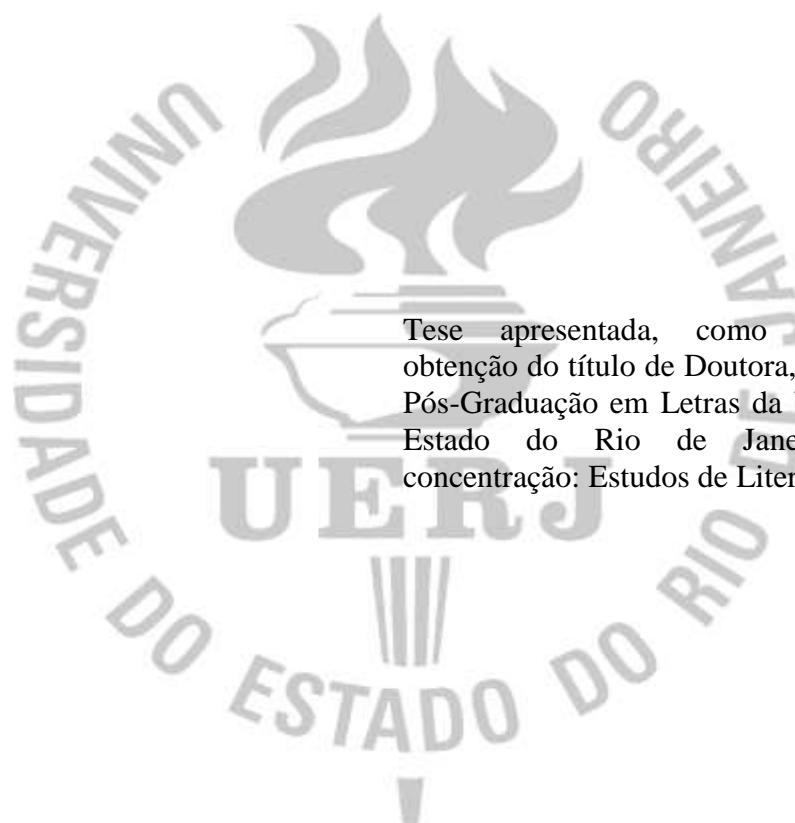 UNIVERSIDADE DO ESTADO DO RIO DE JANEIRO
Tese apresentada, como
obtenção do título de Doutora,
Pós-Graduação em Letras da
Estado do Rio de Jane
concentração: Estudos de Liter
UERJ